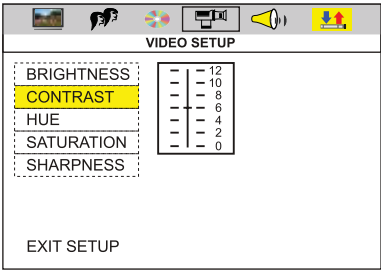 VIDEO SETUP
BRIGHTNESS
CONTRAST
HUE
SATURATION
SHARPNESS
12
10
8
6
4
2
0
EXIT SETUP